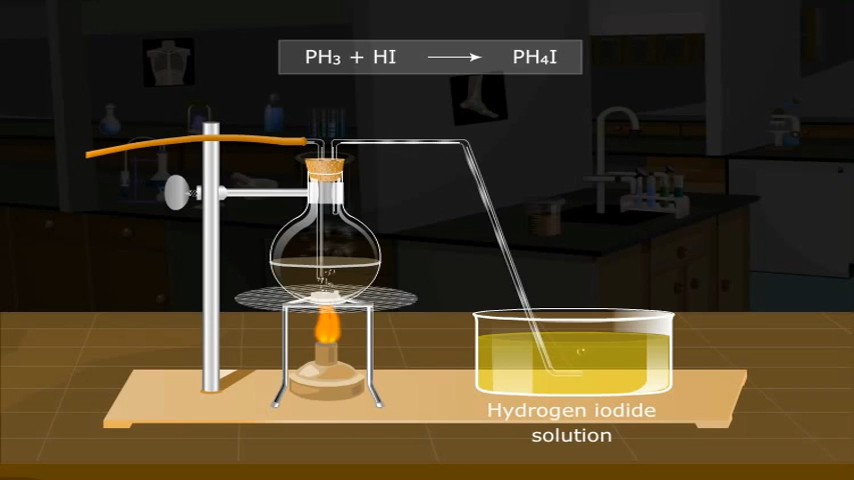 PH₃ + HI ⟶ PH₄I
Hydrogen iodide
solution